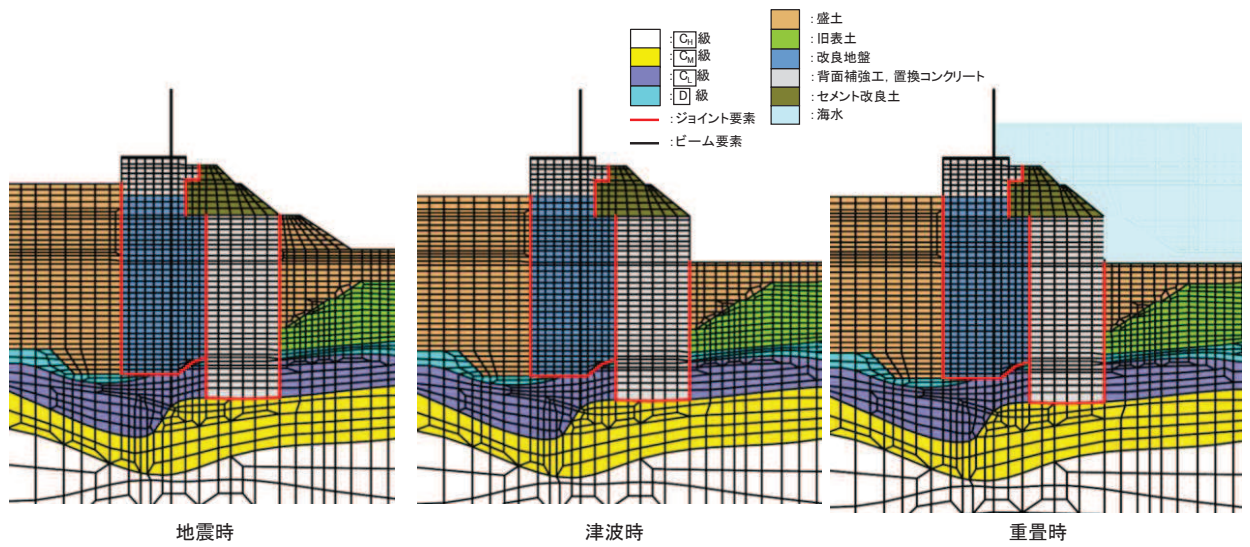 :CH級
:CM級
:CL級
:D 級
:ジョイント要素
:ビーム要素
:盛土
:旧表土
:改良地盤
:背面補強工, 置換コンクリート
:セメント改良土
:海水
地震時
津波時
重畳時